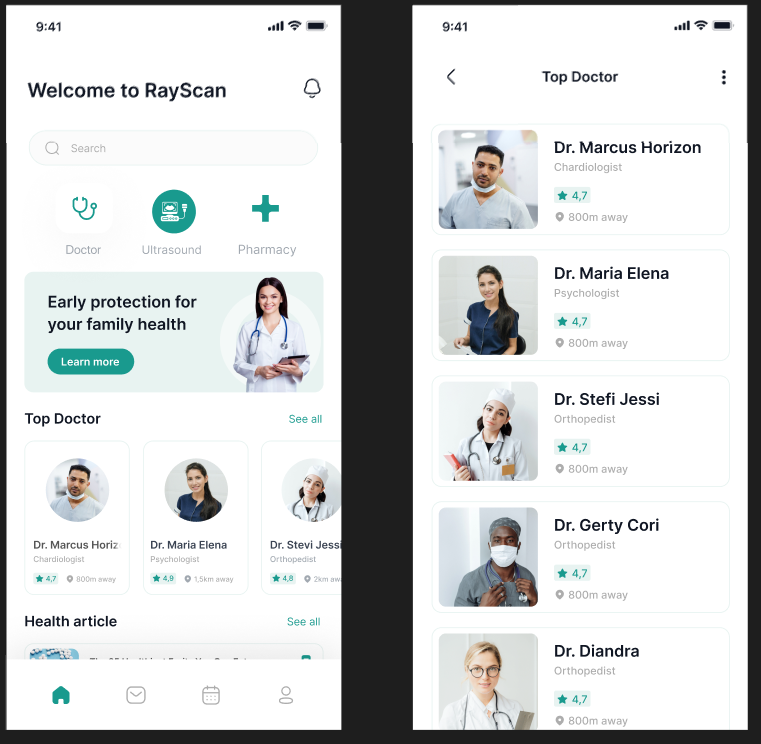 9:41
Welcome to RayScan
Search
Doctor
Ultrasound
Pharmacy
Early protection for
your family health
Learn more
Top Doctor
See all
Dr. Marcus Horiz
Chardiologist
4,7
800m away
Dr. Maria Elena
Psychologist
4,9
1,5km away
Dr. Stevi Jessi
Orthopedist
4,8
2km aw
Health article
See all
9:41
Top Doctor
Dr. Marcus Horizon
Chardiologist
4,7
800m away
Dr. Maria Elena
Psychologist
4,7
800m away
Dr. Stefi Jessi
Orthopedist
4,7
800m away
Dr. Gerty Cori
Orthopedist
4,7
800m away
Dr. Diandra
Orthopedist
4,7
800m away